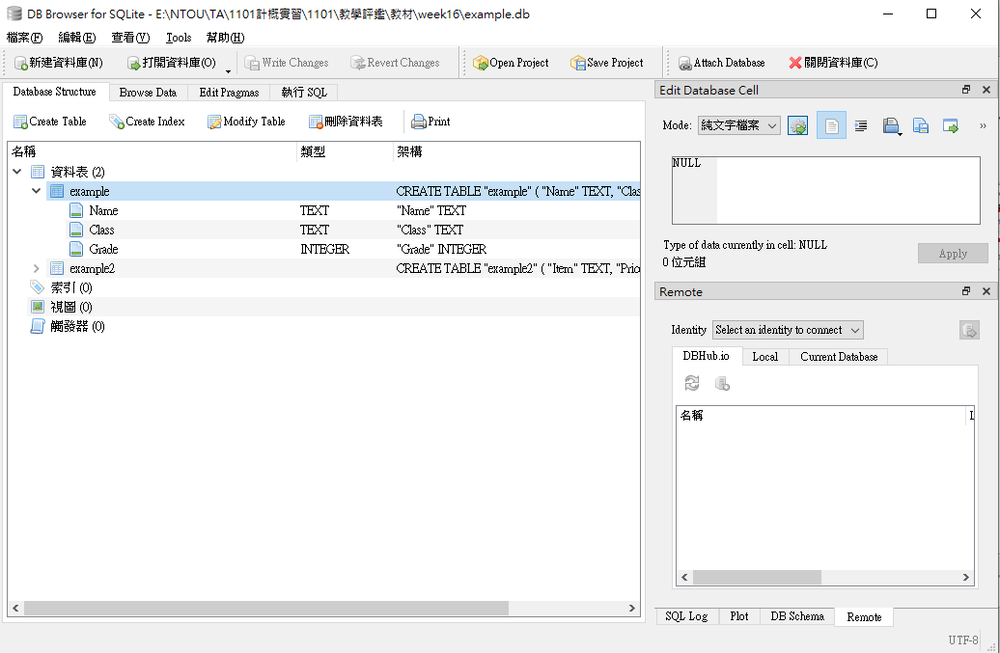 DB Browser for SQLite - E:\NTOU\TA\1101計概實習\1101\教學評鑑\教材\week16\example.db
檔案(F) 編輯(E) 查看(V) Tools 幫助(H)
新建資料庫(N) 打開資料庫(O) Write Changes Revert Changes Open Project Save Project Attach Database 關閉資料庫(C)
Database Structure Browse Data Edit Pragmas 執行 SQL
Create Table Create Index Modify Table 刪除資料表 Print
名稱 類型 架構
資料表 (2)
example CREATE TABLE "example" ( "Name" TEXT, "Clas
Name TEXT "Name" TEXT
Class TEXT "Class" TEXT
Grade INTEGER "Grade" INTEGER
example2 CREATE TABLE "example2" ( "Item" TEXT, "Pric
索引 (0)
視圖 (0)
觸發器 (0)
Edit Database Cell
Mode: 純文字檔案 »
NULL
Type of data currently in cell: NULL
0 位元組
Apply
Remote
Identity Select an identity to connect
DBHub.io Local Current Database
名稱
SQL Log Plot DB Schema Remote
UTF-8